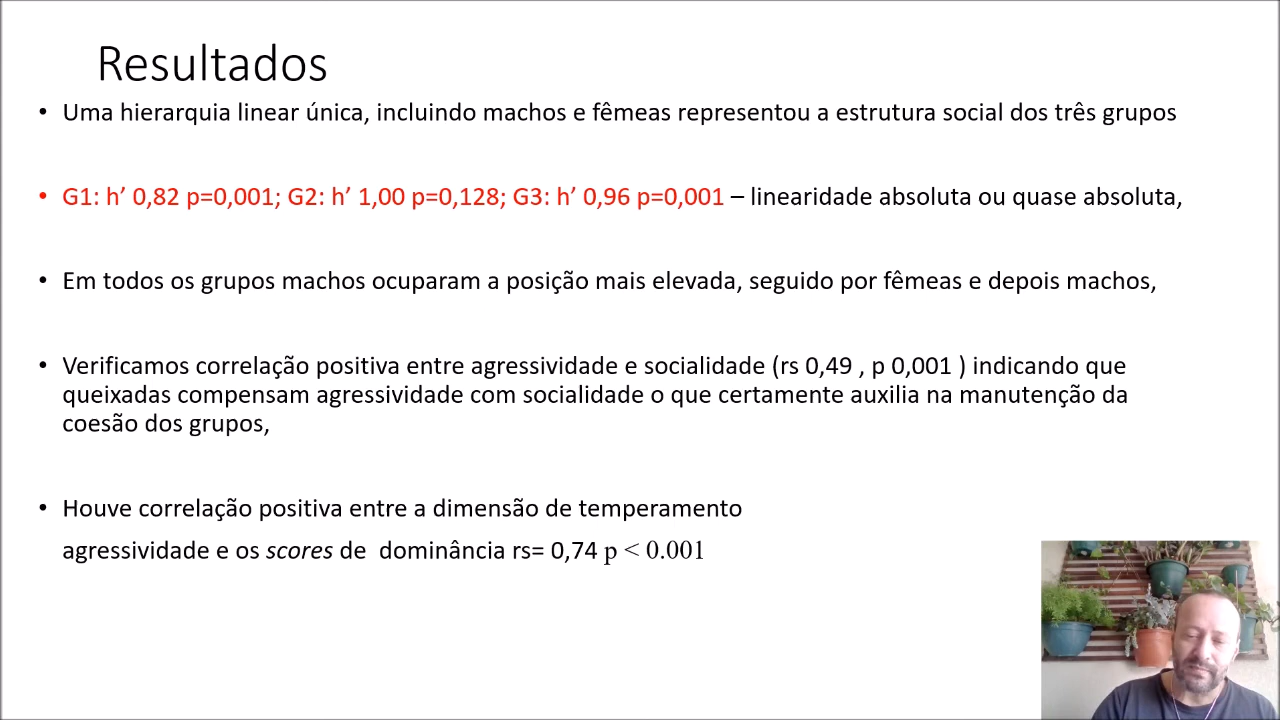 Resultados
• Uma hierarquia linear única, incluindo machos e fêmeas representou a estrutura social dos três grupos
• G1: h’ 0,82 p=0,001; G2: h’ 1,00 p=0,128; G3: h’ 0,96 p=0,001 – linearidade absoluta ou quase absoluta,
• Em todos os grupos machos ocuparam a posição mais elevada, seguido por fêmeas e depois machos,
• Verificamos correlação positiva entre agressividade e socialidade (rs 0,49 , p 0,001 ) indicando que
queixadas compensam agressividade com socialidade o que certamente auxilia na manutenção da
coesão dos grupos,
• Houve correlação positiva entre a dimensão de temperamento
agressividade e os scores de dominância rs= 0,74 p < 0.001